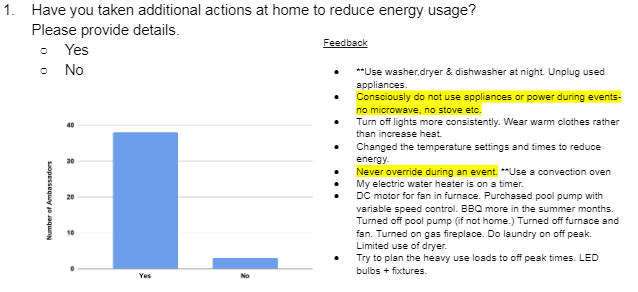 1. Have you taken additional actions at home to reduce energy usage?
Please provide details.
○ Yes
○ No
Feedback
• **Use washer,dryer & dishwasher at night. Unplug used
appliances.
• Consciously do not use appliances or power during events-
no microwave, no stove etc.
• Turn off lights more consistently. Wear warm clothes rather
than increase heat.
• Changed the temperature settings and times to reduce
energy.
• Never override during an event. **Use a convection oven
• My electric water heater is on a timer.
• DC motor for fan in furnace. Purchased pool pump with
variable speed control. BBQ more in the summer months.
Turned off pool pump (if not home.) Turned off furnace and
fan. Turned on gas fireplace. Do laundry on off peak.
Limited use of dryer.
• Try to plan the heavy use loads to off peak times. LED
bulbs + fixtures.
Number of Ambassadors
40
30
20
10
0
Yes
No